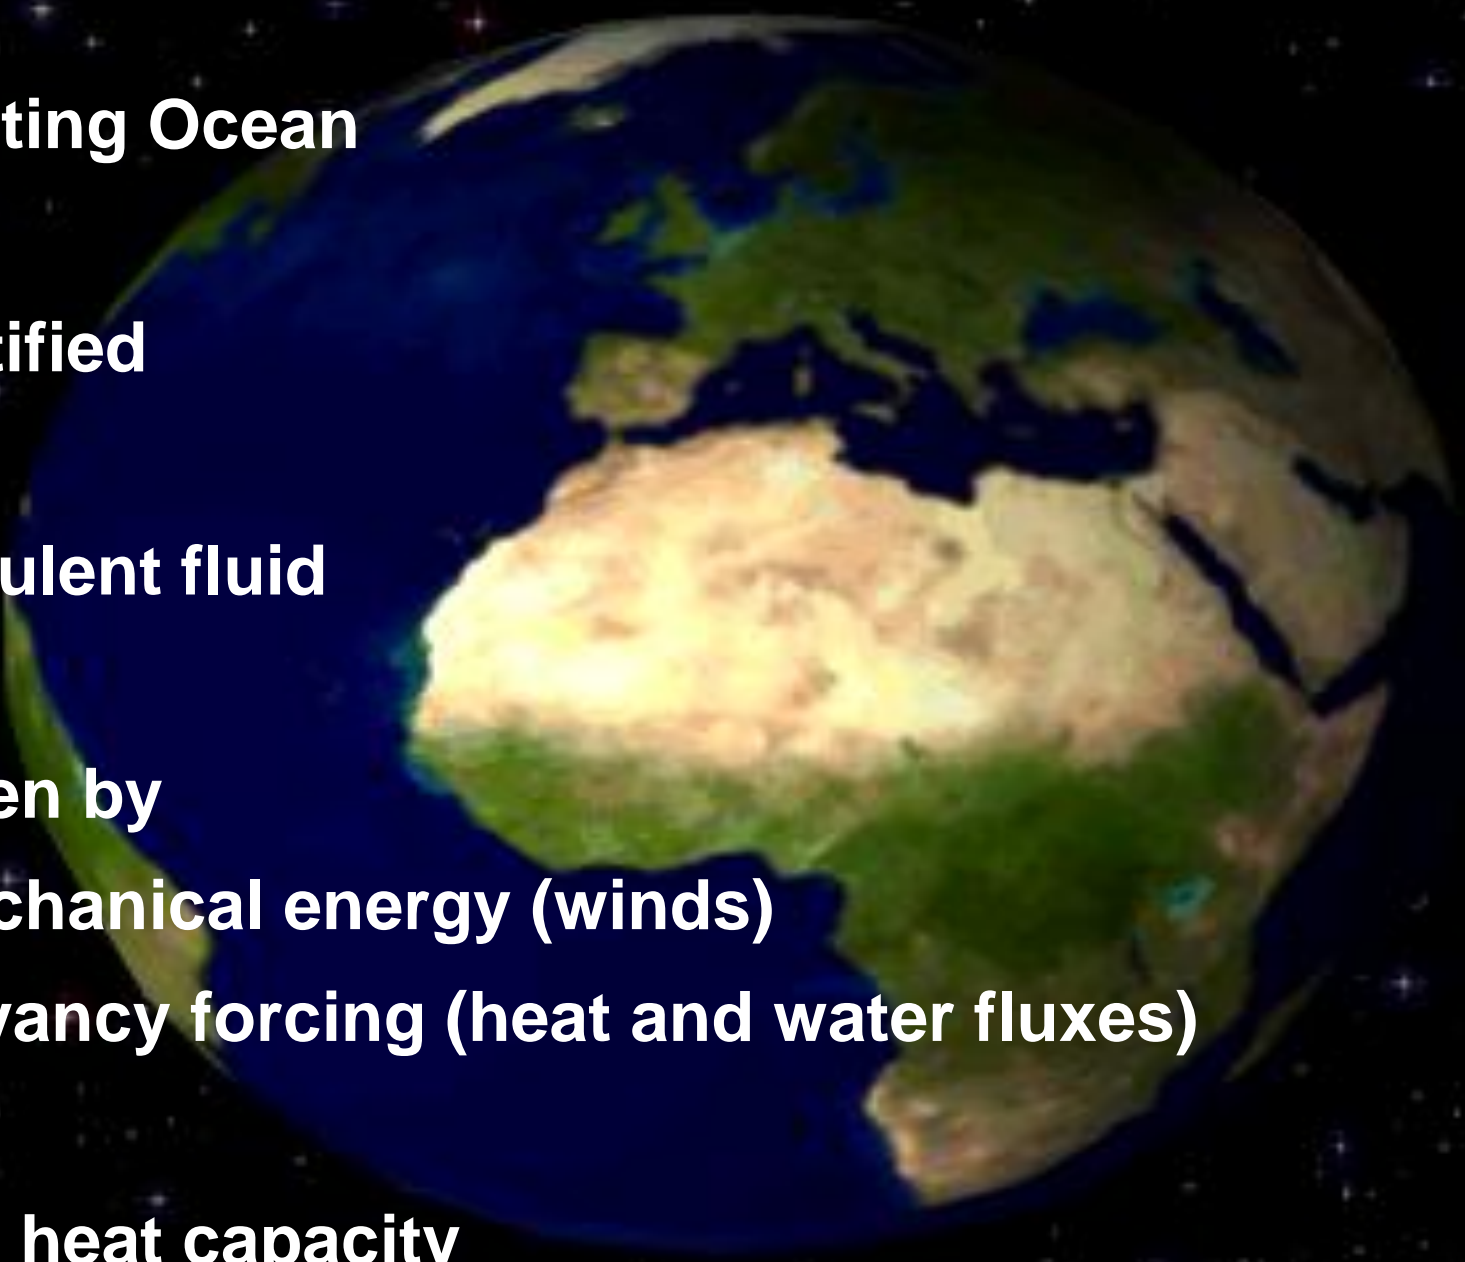 ting Ocean
tified
ulent fluid
en by
chanical energy (winds)
yancy forcing (heat and water fluxes)
heat capacity